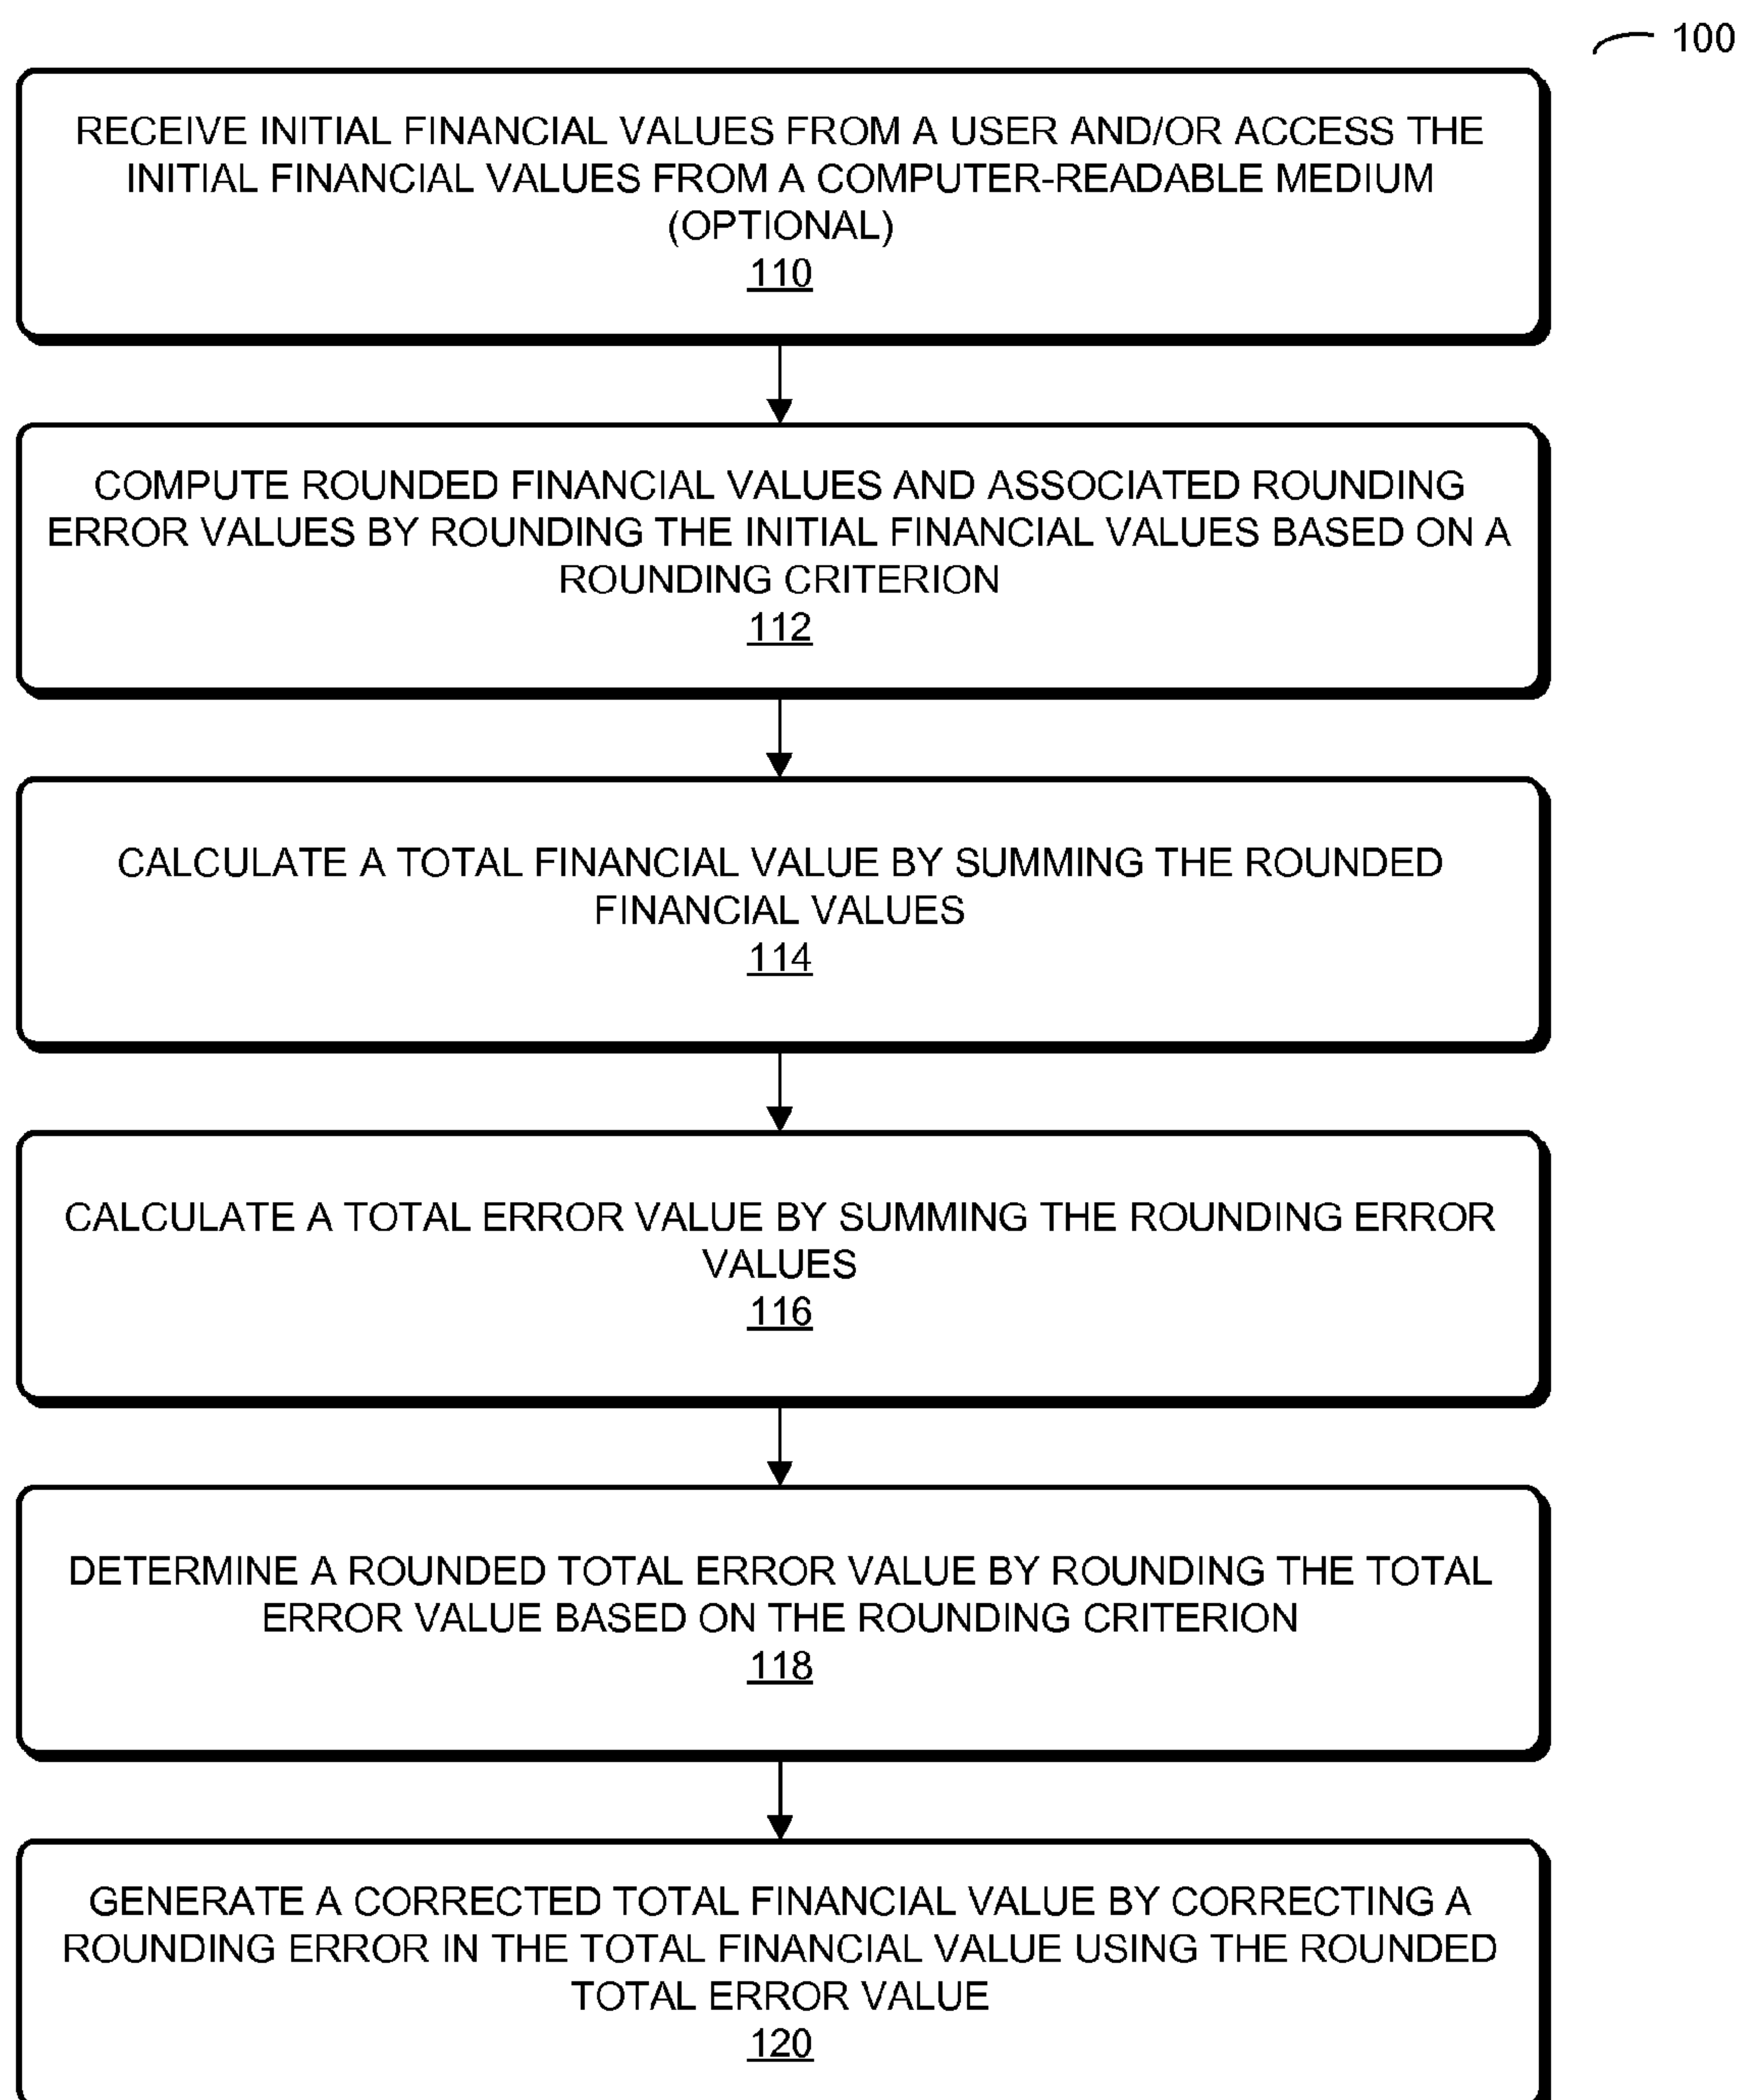 100
RECEIVE INITIAL FINANCIAL VALUES FROM A USER AND/OR ACCESS THE
INITIAL FINANCIAL VALUES FROM A COMPUTER-READABLE MEDIUM
(OPTIONAL)
110
COMPUTE ROUNDED FINANCIAL VALUES AND ASSOCIATED ROUNDING
ERROR VALUES BY ROUNDING THE INITIAL FINANCIAL VALUES BASED ON A
ROUNDING CRITERION
112
CALCULATE A TOTAL FINANCIAL VALUE BY SUMMING THE ROUNDED
FINANCIAL VALUES
114
CALCULATE A TOTAL ERROR VALUE BY SUMMING THE ROUNDING ERROR
VALUES
116
DETERMINE A ROUNDED TOTAL ERROR VALUE BY ROUNDING THE TOTAL
ERROR VALUE BASED ON THE ROUNDING CRITERION
118
GENERATE A CORRECTED TOTAL FINANCIAL VALUE BY CORRECTING A
ROUNDING ERROR IN THE TOTAL FINANCIAL VALUE USING THE ROUNDED
TOTAL ERROR VALUE
120